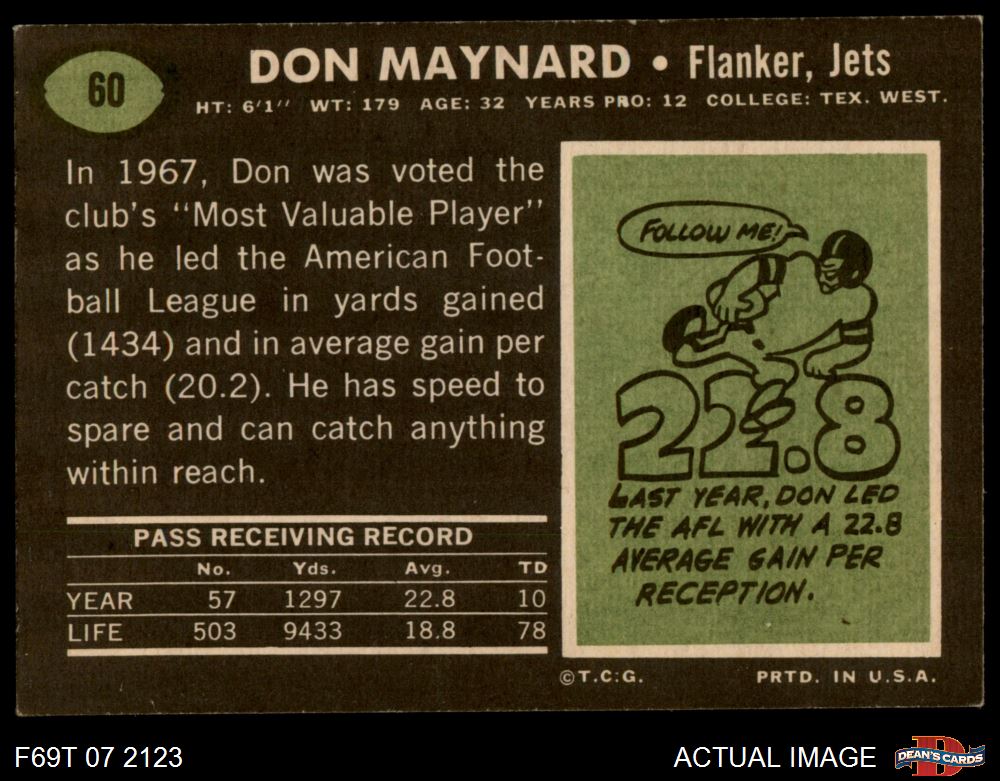 60
DON MAYNARD • Flanker, Jets
HT: 6'1" WT: 179 AGE: 32 YEARS PRO: 12 COLLEGE: TEX. WEST.
In 1967, Don was voted the
club's "Most Valuable Player"
as he led the American Foot-
ball League in yards gained
(1434) and in average gain per
catch (20.2). He has speed to
spare and can catch anything
within reach.
PASS RECEIVING RECORD
No. Yds. Avg. TD
YEAR 57 1297 22.8 10
LIFE 503 9433 18.8 78
FOLLOW ME!
22.8
LAST YEAR, DON LED
THE AFL WITH A 22.8
AVERAGE GAIN PER
RECEPTION.
©T.C.G. PRTD. IN U.S.A.
F69T 07 2123
ACTUAL IMAGE
D
DEAN'S CARDS